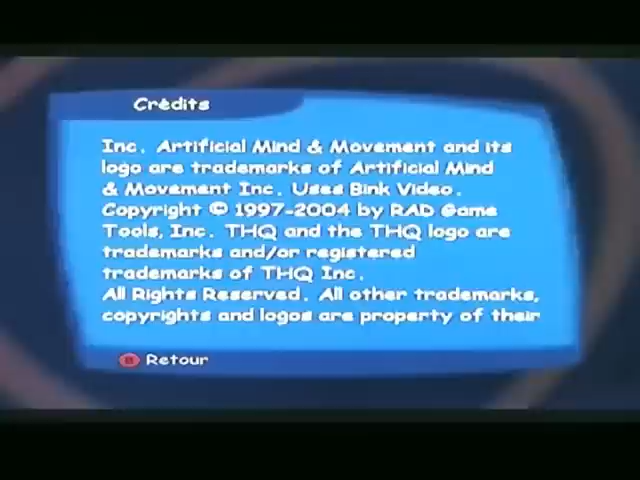 Crédits
Inc. Artificial Mind & Movement and its
logo are trademarks of Artificial Mind
& Movement Inc. Uses Bink Video.
Copyright © 1997-2004 by RAD Game
Tools, Inc. THQ and the THQ logo are
trademarks and/or registered
trademarks of THQ Inc.
All Rights Reserved. All other trademarks,
copyrights and logos are property of their
B Retour